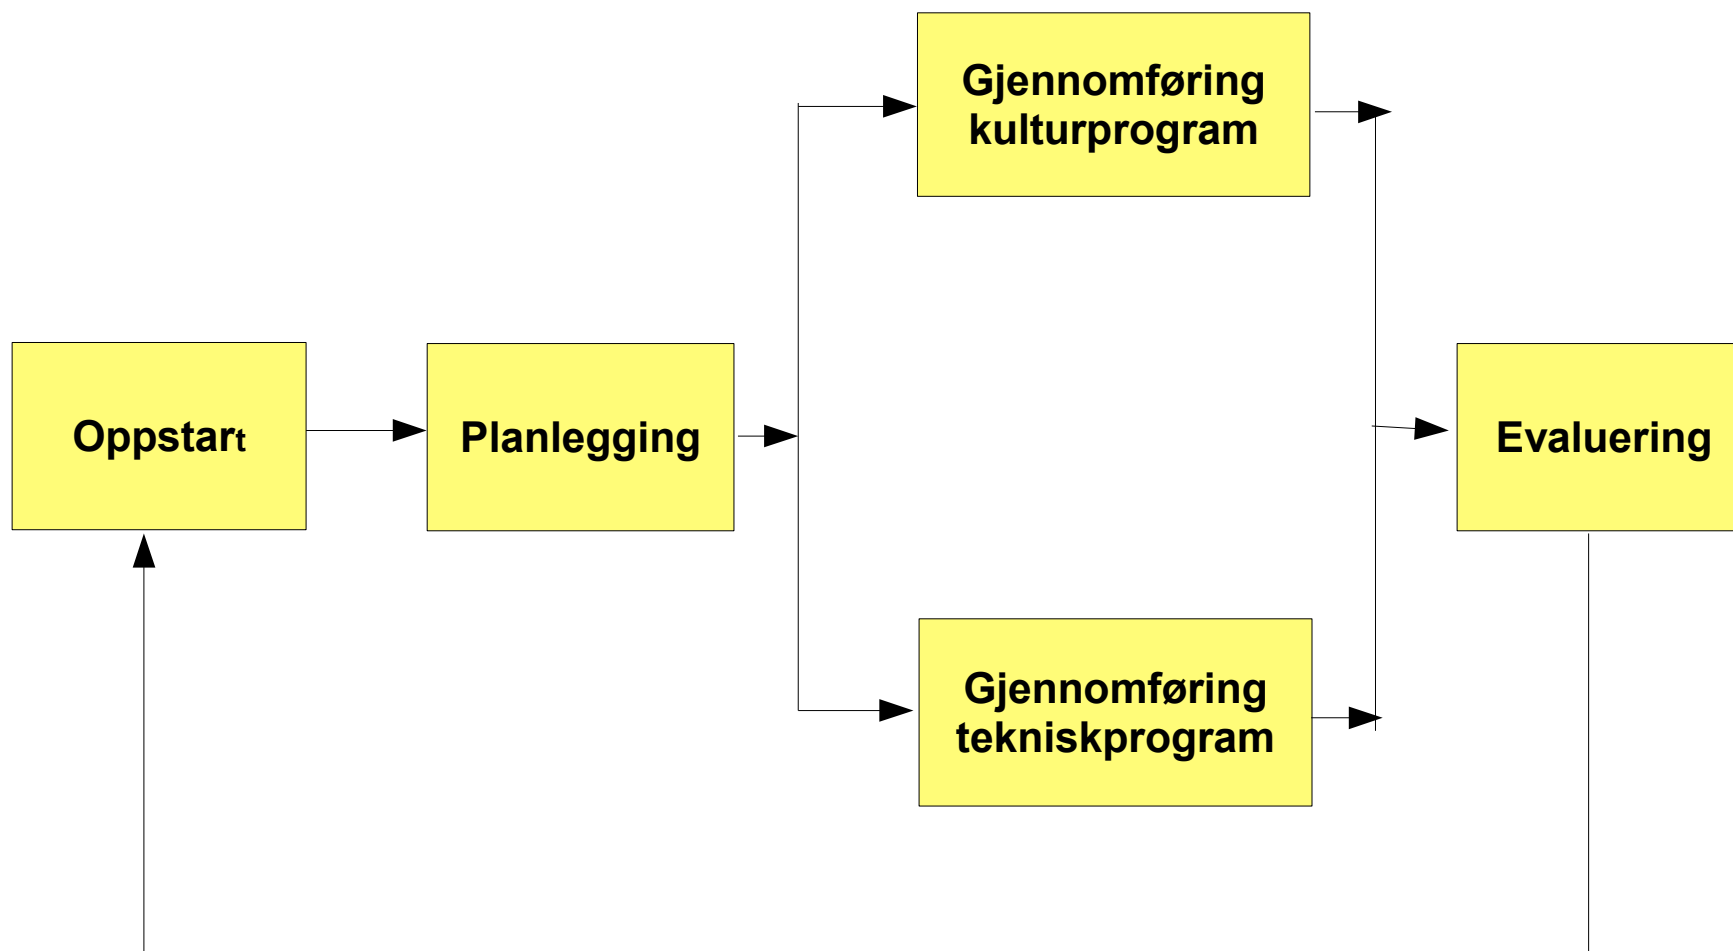 Gjennomføring
kulturprogram
Oppstart
Planlegging
Evaluering
Gjennomføring
tekniskprogram